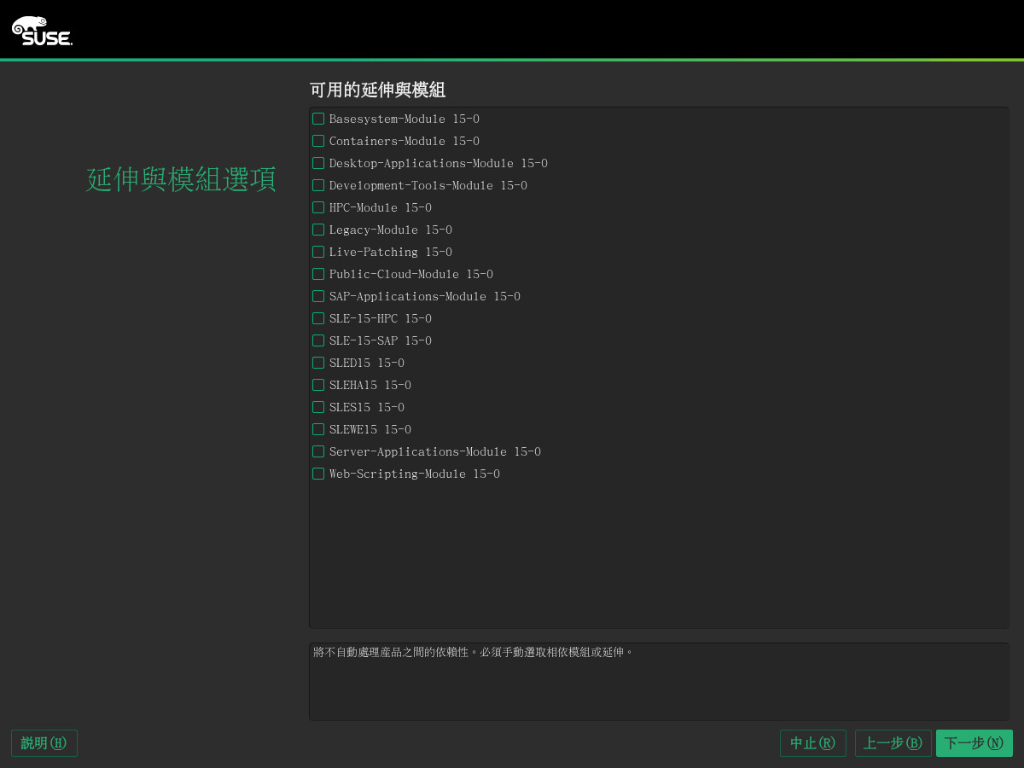 SUSE
可用的延伸與模組
延伸與模組選項
Basesystem-Module 15-0
Containers-Module 15-0
Desktop-Applications-Module 15-0
Development-Tools-Module 15-0
HPC-Module 15-0
Legacy-Module 15-0
Live-Patching 15-0
Public-Cloud-Module 15-0
SAP-Applications-Module 15-0
SLE-15-HPC 15-0
SLE-15-SAP 15-0
SLED15 15-0
SLEHA15 15-0
SLES15 15-0
SLEWE15 15-0
Server-Applications-Module 15-0
Web-Scripting-Module 15-0
將不自動處理產品之間的依賴性。必須手動選取相依模組或延伸。
說明(H)
中止(R)
上一步(B)
下一步(N)